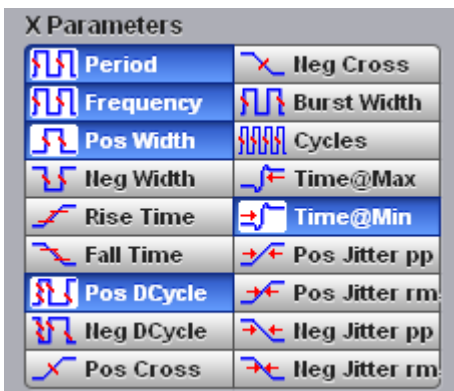 X Parameters
Period
Neg Cross
Frequency
Burst Width
Pos Width
Cycles
Neg Width
Time@Max
Rise Time
Time@Min
Fall Time
Pos Jitter pp
Pos DCycle
Pos Jitter rm
Neg DCycle
Neg Jitter pp
Pos Cross
Neg Jitter rm